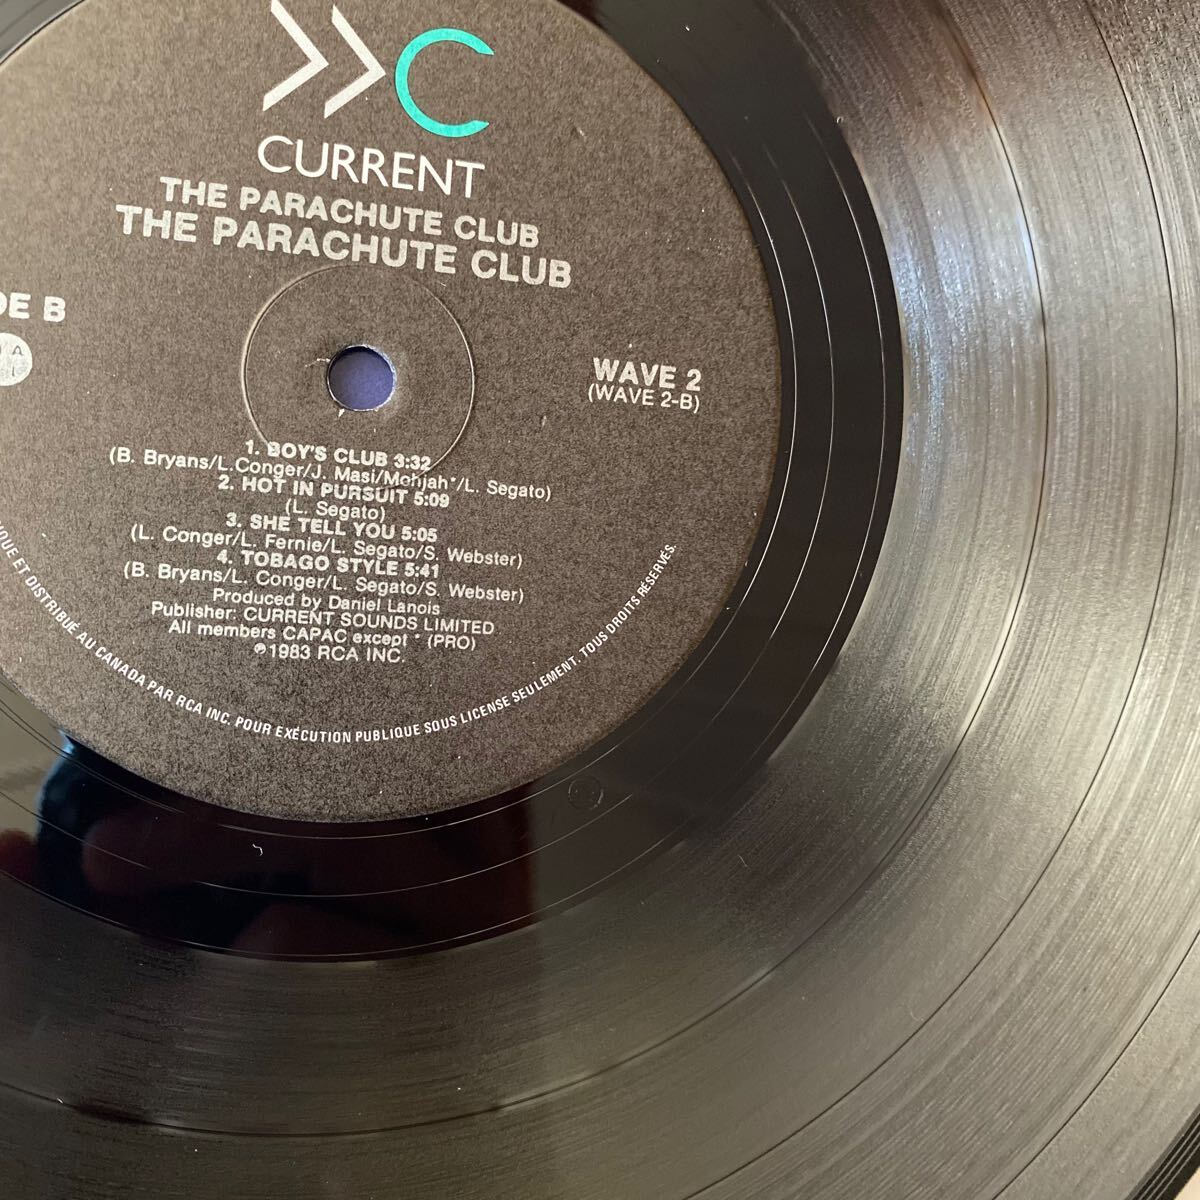 CURRENT
THE PARACHUTE CLUB
THE PARACHUTE CLUB
B
WAVE 2
(WAVE 2-B)
1. BOY'S CLUB 3:32
(B. Bryans/L.Conger/J. Masi/Mohjah*/L. Segato)
2. HOT IN PURSUIT 5:09
(L. Segato)
3. SHE TELL YOU 5:05
(L. Conger/L. Fernie/L. Segato/S. Webster)
4. TOBAGO STYLE 5:41
(B. Bryans/L. Conger/L. Segato/S. Webster)
Produced by Daniel Lanois
Publisher: CURRENT SOUNDS LIMITED
All members CAPAC except * (PRO)
℗1983 RCA INC.
ET DISTRIBUÉ AU CANADA PAR RCA INC. POUR EXÉCUTION PUBLIQUE SOUS LICENSE SEULEMENT. TOUS DROITS RÉSERVÉS.